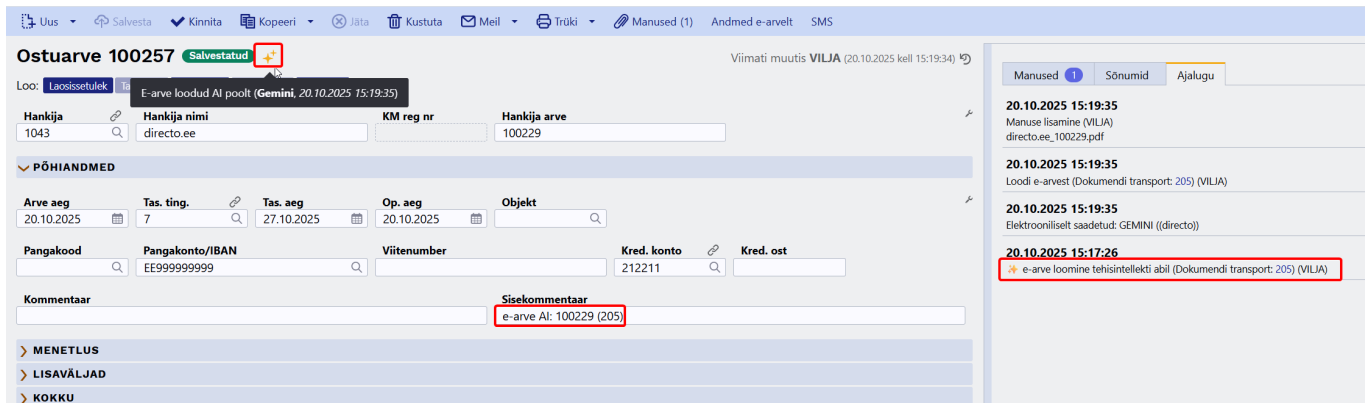 Uus Salvesta Kinnita Kopeeri Jäta Kustuta Meil Trüki Manused (1) Andmed e-arvelt SMS
Ostuarve 100257 Salvestatud
Viimati muutis VILJA (20.10.2025 kell 15:19:34)
Loo: Laosissetulek
E-arve loodud AI poolt (Gemini, 20.10.2025 15:19:35)
Hankija Hankija nimi KM reg nr Hankija arve
1043 directo.ee 100229
PÕHIANDMED
Arve aeg Tas. ting. Tas. aeg Op. aeg Objekt
20.10.2025 7 27.10.2025 20.10.2025
Pangakood Pangakonto/IBAN Viitenumber Kred. konto Kred. ost
EE999999999 212211
Kommentaar Sisekommentaar
e-arve AI: 100229 (205)
MENETLUS
LISAVÄLJAD
KOKKU
Manused 1 Sõnumid Ajalugu
20.10.2025 15:19:35
Manuse lisamine (VILJA)
directo.ee_100229.pdf
20.10.2025 15:19:35
Loodi e-arvest (Dokumendi transport: 205) (VILJA)
20.10.2025 15:19:35
Elektrooniliselt saadetud: GEMINI ((directo))
20.10.2025 15:17:26
e-arve loomine tehisintellekti abil (Dokumendi transport: 205) (VILJA)